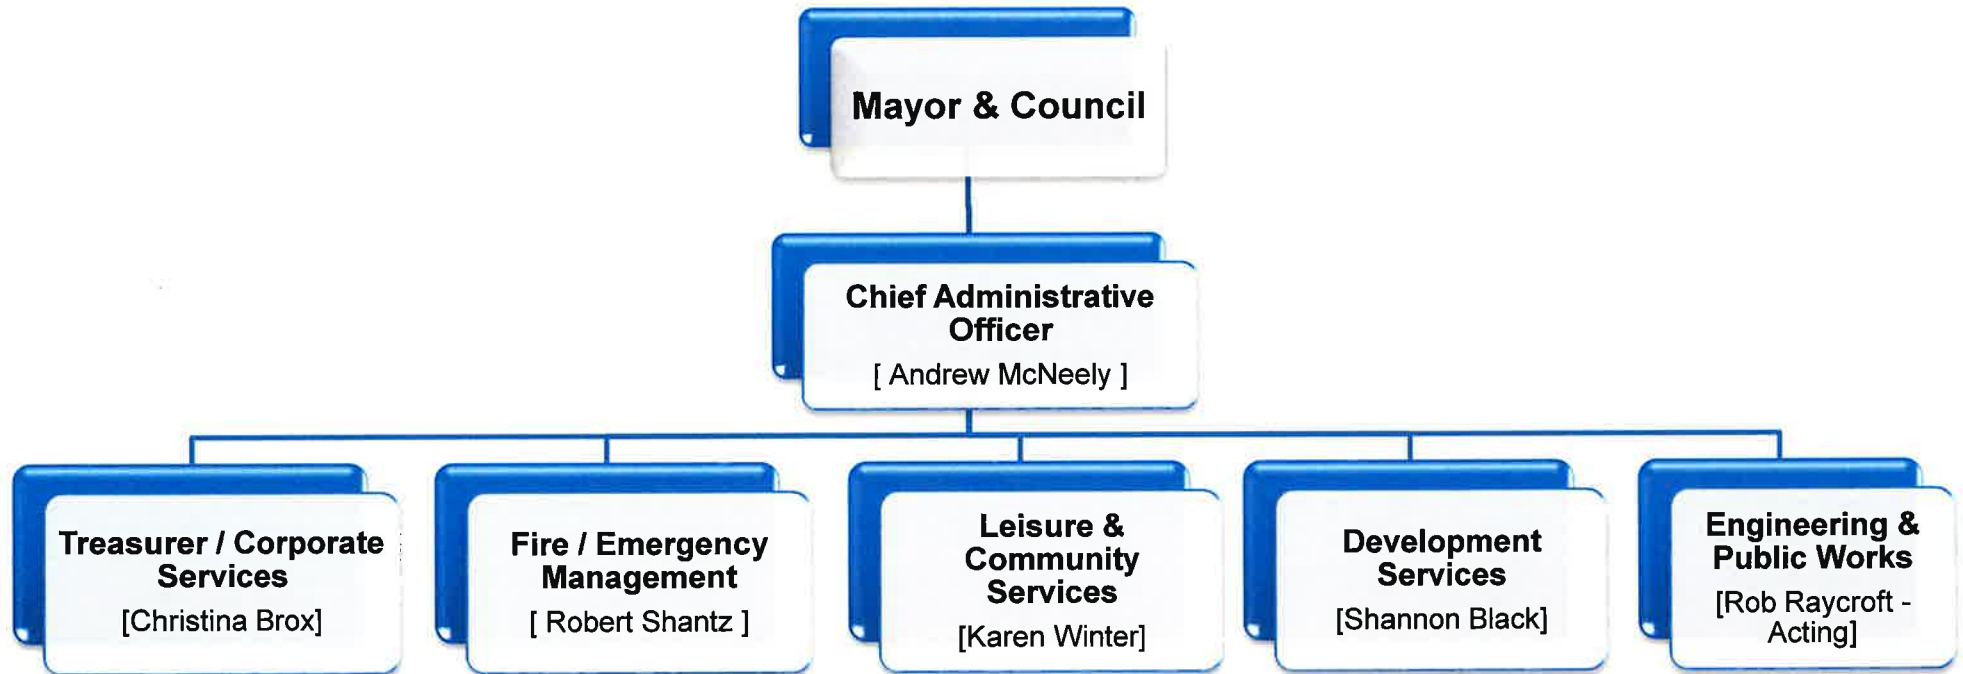 Mayor & Council
Chief Administrative
Officer
[ Andrew McNeely ]
Treasurer / Corporate
Services
[Christina Brox]
Fire / Emergency
Management
[ Robert Shantz ]
Leisure &
Community
Services
[Karen Winter]
Development
Services
[Shannon Black]
Engineering &
Public Works
[Rob Raycroft -
Acting]